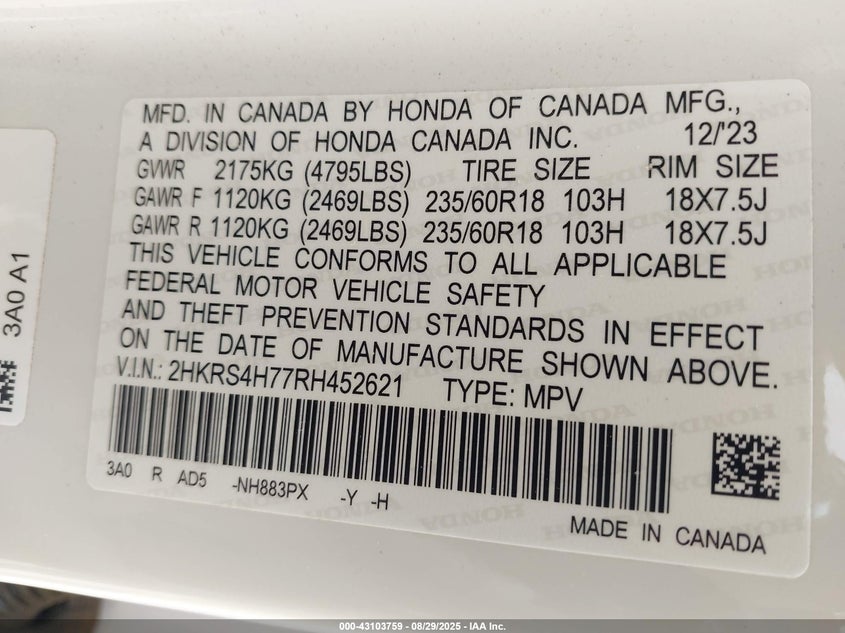 MFD. IN CANADA BY HONDA OF CANADA MFG.,
A DIVISION OF HONDA CANADA INC. 12/'23
GVWR 2175KG (4795LBS) TIRE SIZE RIM SIZE
GAWR F 1120KG (2469LBS) 235/60R18 103H 18X7.5J
GAWR R 1120KG (2469LBS) 235/60R18 103H 18X7.5J
THIS VEHICLE CONFORMS TO ALL APPLICABLE
FEDERAL MOTOR VEHICLE SAFETY
AND THEFT PREVENTION STANDARDS IN EFFECT
ON THE DATE OF MANUFACTURE SHOWN ABOVE.
V.I.N.: 2HKRS4H77RH452621 TYPE: MPV
3A0 R AD5 -NH883PX -Y -H
MADE IN CANADA
3A0 A1
000-43103759 - 08/29/2025 - IAA Inc.